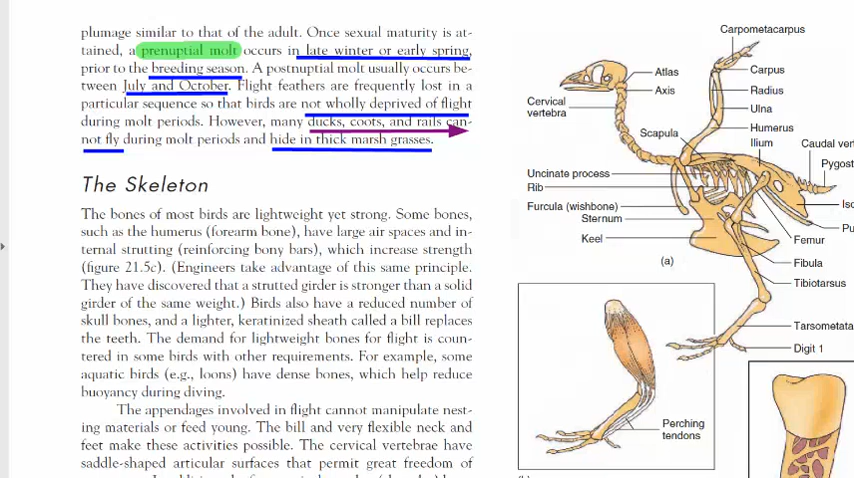 plumage similar to that of the adult. Once sexual maturity is at-
tained, a prenuptial molt occurs in late winter or early spring,
prior to the breeding season. A postnuptial molt usually occurs be-
tween July and October. Flight feathers are frequently lost in a
particular sequence so that birds are not wholly deprived of flight
during molt periods. However, many ducks, coots, and rails can-
not fly during molt periods and hide in thick marsh grasses.
The Skeleton
The bones of most birds are lightweight yet strong. Some bones,
such as the humerus (forearm bone), have large air spaces and in-
ternal strutting (reinforcing bony bars), which increase strength
(figure 21.5c). (Engineers take advantage of this same principle.
They have discovered that a strutted girder is stronger than a solid
girder of the same weight.) Birds also have a reduced number of
skull bones, and a lighter, keratinized sheath called a bill replaces
the teeth. The demand for lightweight bones for flight is coun-
tered in some birds with other requirements. For example, some
aquatic birds (e.g., loons) have dense bones, which help reduce
buoyancy during diving.
The appendages involved in flight cannot manipulate nest-
ing materials or feed young. The bill and very flexible neck and
feet make these activities possible. The cervical vertebrae have
saddle-shaped articular surfaces that permit great freedom of
Carpometacarpus
Atlas
Axis
Cervical
vertebra
Carpus
Radius
Ulna
Humerus
Scapula
Ilium
Caudal vert
Pygost
Uncinate process
Rib
Furcula (wishbone)
Sternum
Keel
Isc
Pu
Femur
(a)
Fibula
Tibiotarsus
Tarsometata
Digit 1
Perching
tendons